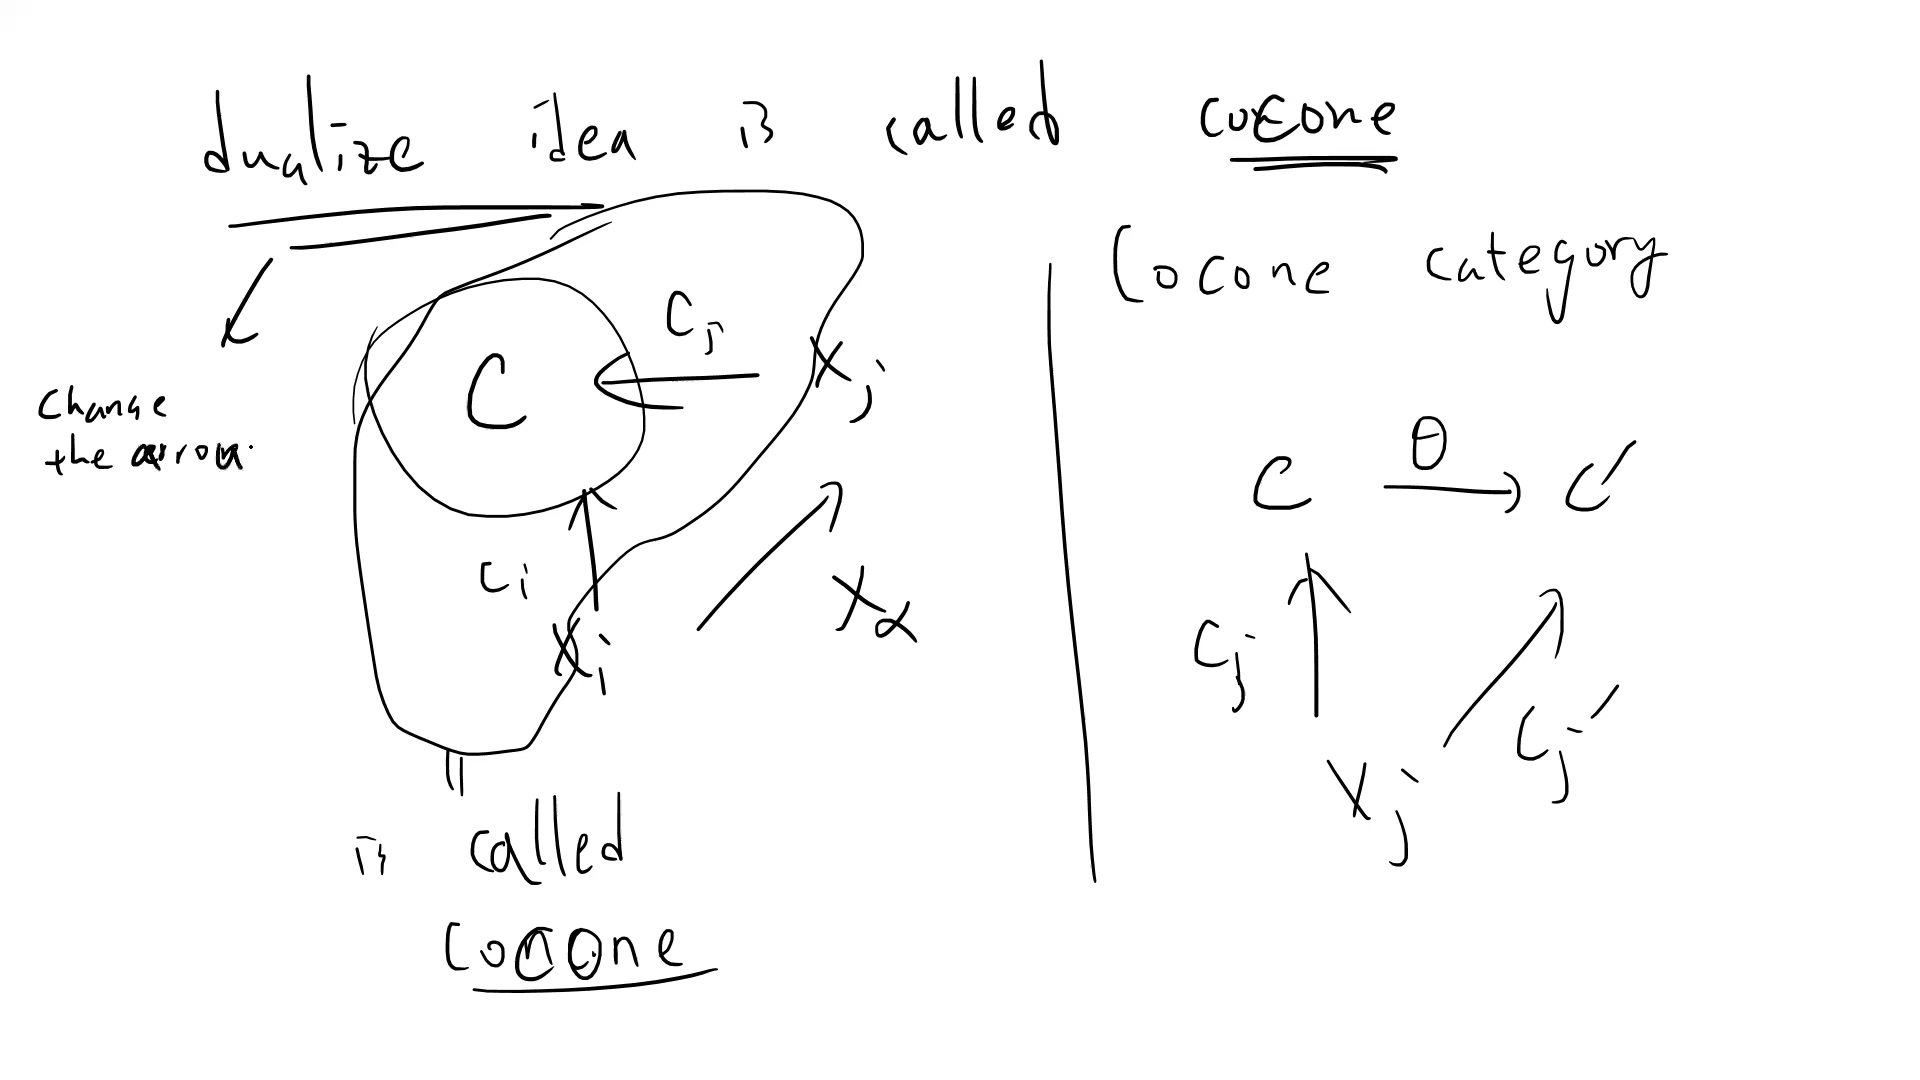 dualize idea is called cocone
Cocone category
change
the arrow.
C
C_j
X_j
C_i
X_i
X_α
is called
Cocone
C θ C′
C_j
C_j′
X_j